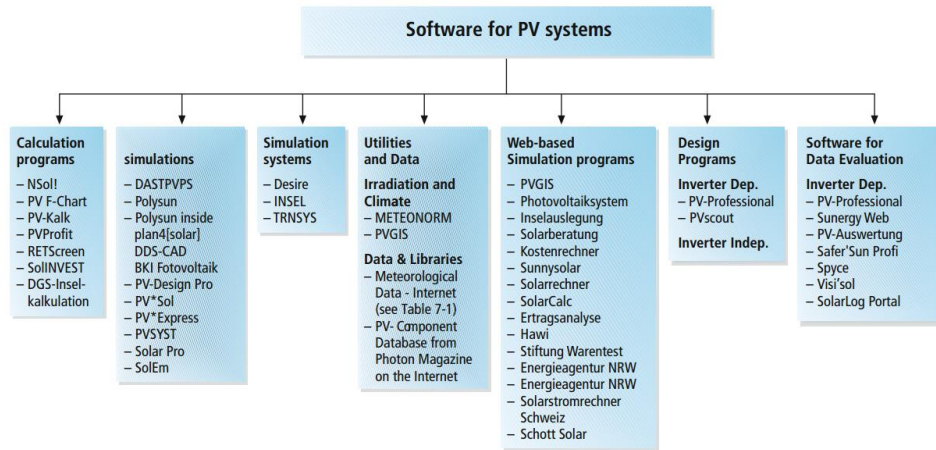 Software for PV systems
Calculation
programs
– NSol!
– PV F-Chart
– PV-Kalk
– PVProfit
– RETScreen
– SolINVEST
– DGS-Insel-
kalkulation
simulations
– DASTPVPS
– Polysun
– Polysun inside
plan4[solar]
DDS-CAD
BKI Fotovoltaik
– PV-Design Pro
– PV*Sol
– PV*Express
– PVSYST
– Solar Pro
– SolEm
Simulation
systems
– Desire
– INSEL
– TRNSYS
Utilities
and Data
Irradiation and
Climate
– METEONORM
– PVGIS
Data & Libraries
– Meteorological
Data - Internet
(see Table 7-1)
– PV- Component
Database from
Photon Magazine
on the Internet
Web-based
Simulation programs
– PVGIS
– Photovoltaiksystem
– Inselauslegung
– Solarberatung
– Kostenrechner
– Sunnysolar
– Solarrechner
– SolarCalc
– Ertragsanalyse
– Hawi
– Stiftung Warentest
– Energieagentur NRW
– Energieagentur NRW
– Solarstromrechner
Schweiz
– Schott Solar
Design
Programs
Inverter Dep.
– PV-Professional
– PVscout
Inverter Indep.
Software for
Data Evaluation
Inverter Dep.
– PV-Professional
– Sunergy Web
– PV-Auswertung
– Safer'Sun Profi
– Spyce
– Visi'sol
– SolarLog Portal